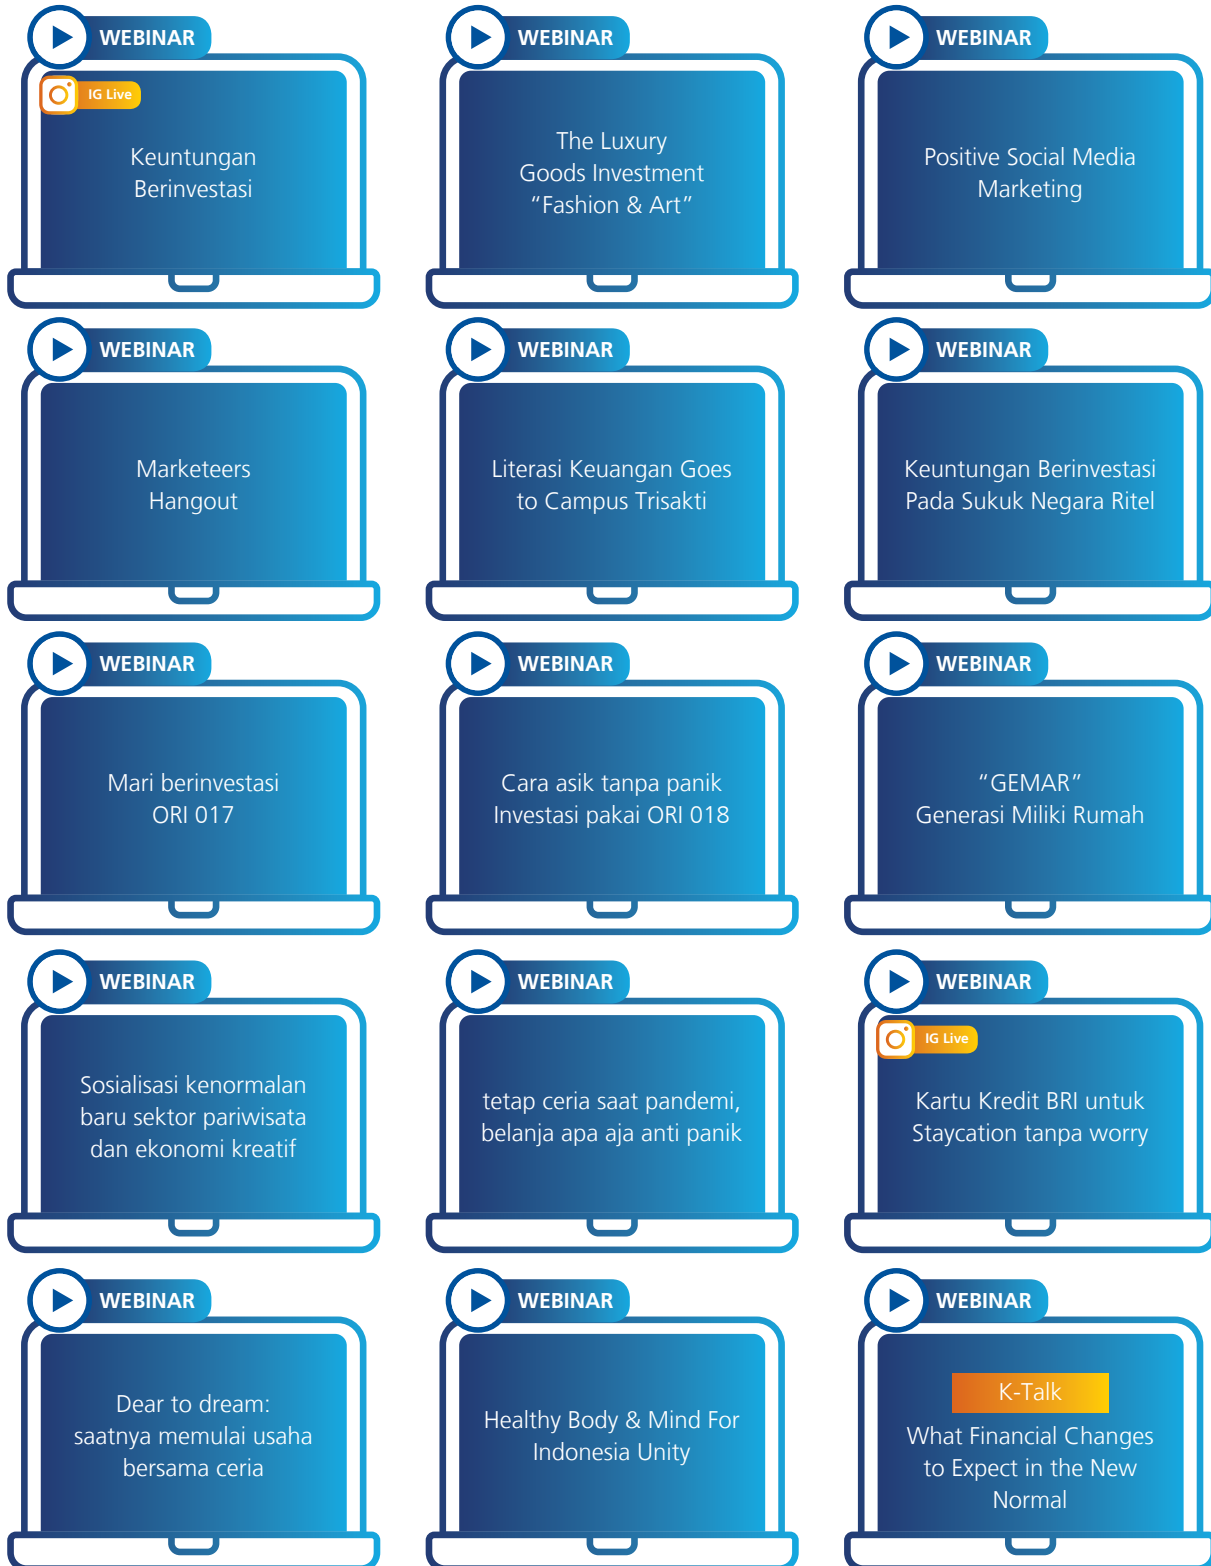 WEBINAR
IG Live
Keuntungan
Berinvestasi
WEBINAR
The Luxury
Goods Investment
“Fashion & Art”
WEBINAR
Positive Social Media
Marketing
WEBINAR
Marketeers
Hangout
WEBINAR
Literasi Keuangan Goes
to Campus Trisakti
WEBINAR
Keuntungan Berinvestasi
Pada Sukuk Negara Ritel
WEBINAR
Mari berinvestasi
ORI 017
WEBINAR
Cara asik tanpa panik
Investasi pakai ORI 018
WEBINAR
“GEMAR”
Generasi Miliki Rumah
WEBINAR
Sosialisasi kenormalan
baru sektor pariwisata
dan ekonomi kreatif
WEBINAR
tetap ceria saat pandemi,
belanja apa aja anti panik
WEBINAR
IG Live
Kartu Kredit BRI untuk
Staycation tanpa worry
WEBINAR
Dear to dream:
saatnya memulai usaha
bersama ceria
WEBINAR
Healthy Body & Mind For
Indonesia Unity
WEBINAR
K-Talk
What Financial Changes
to Expect in the New
Normal